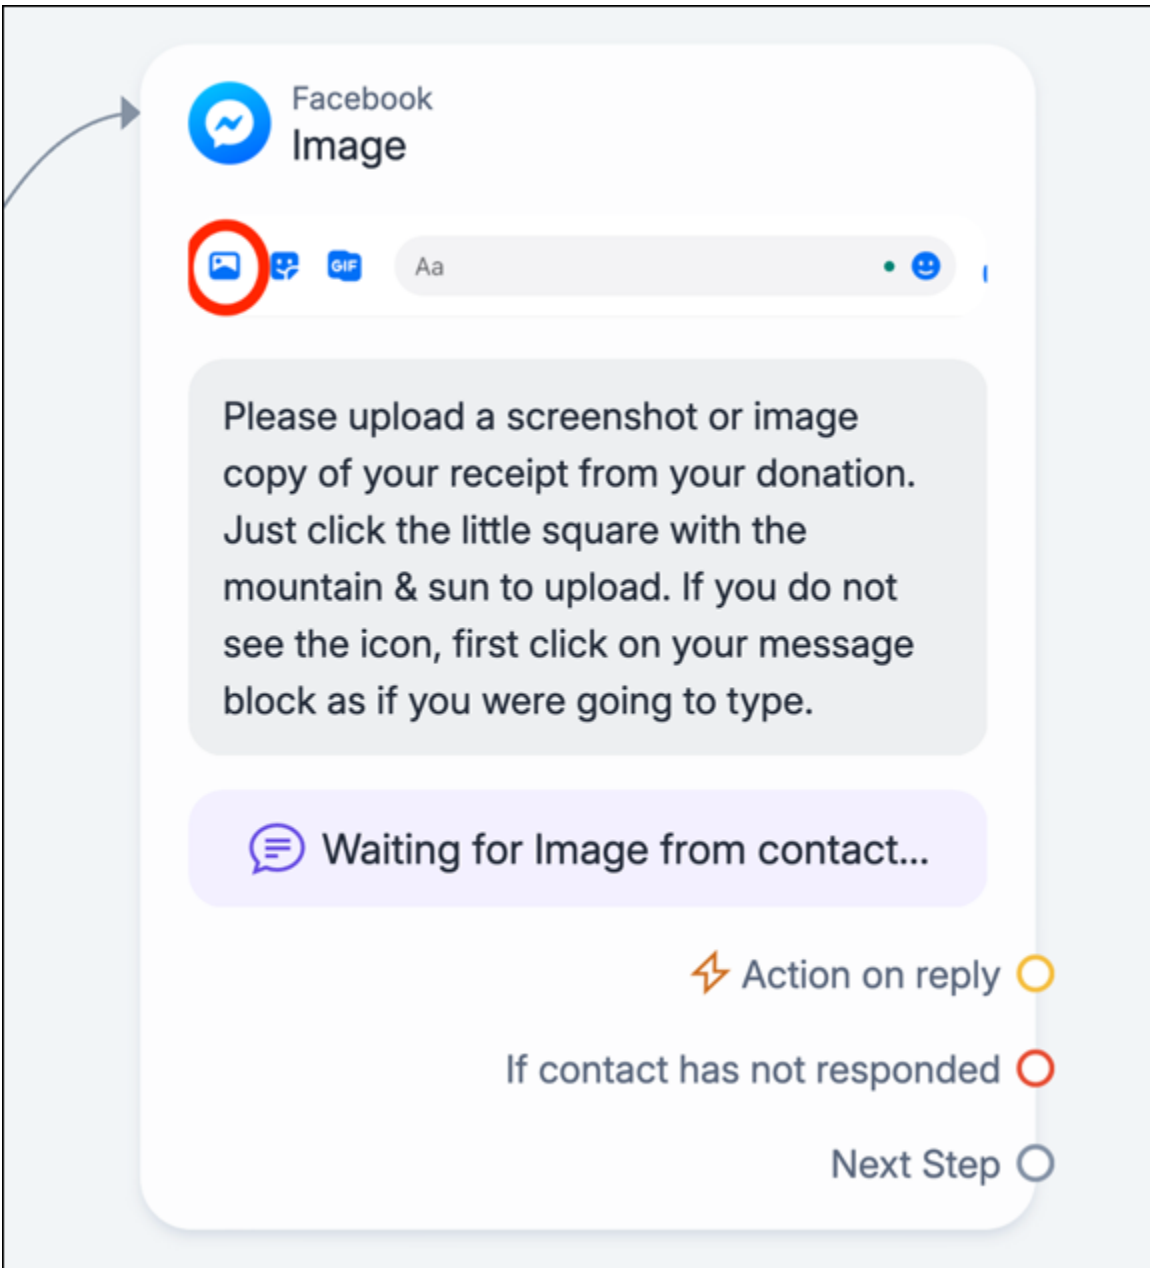 Facebook
Image
GIF
Aa
Please upload a screenshot or image
copy of your receipt from your donation.
Just click the little square with the
mountain & sun to upload. If you do not
see the icon, first click on your message
block as if you were going to type.
Waiting for Image from contact...
Action on reply
If contact has not responded
Next Step